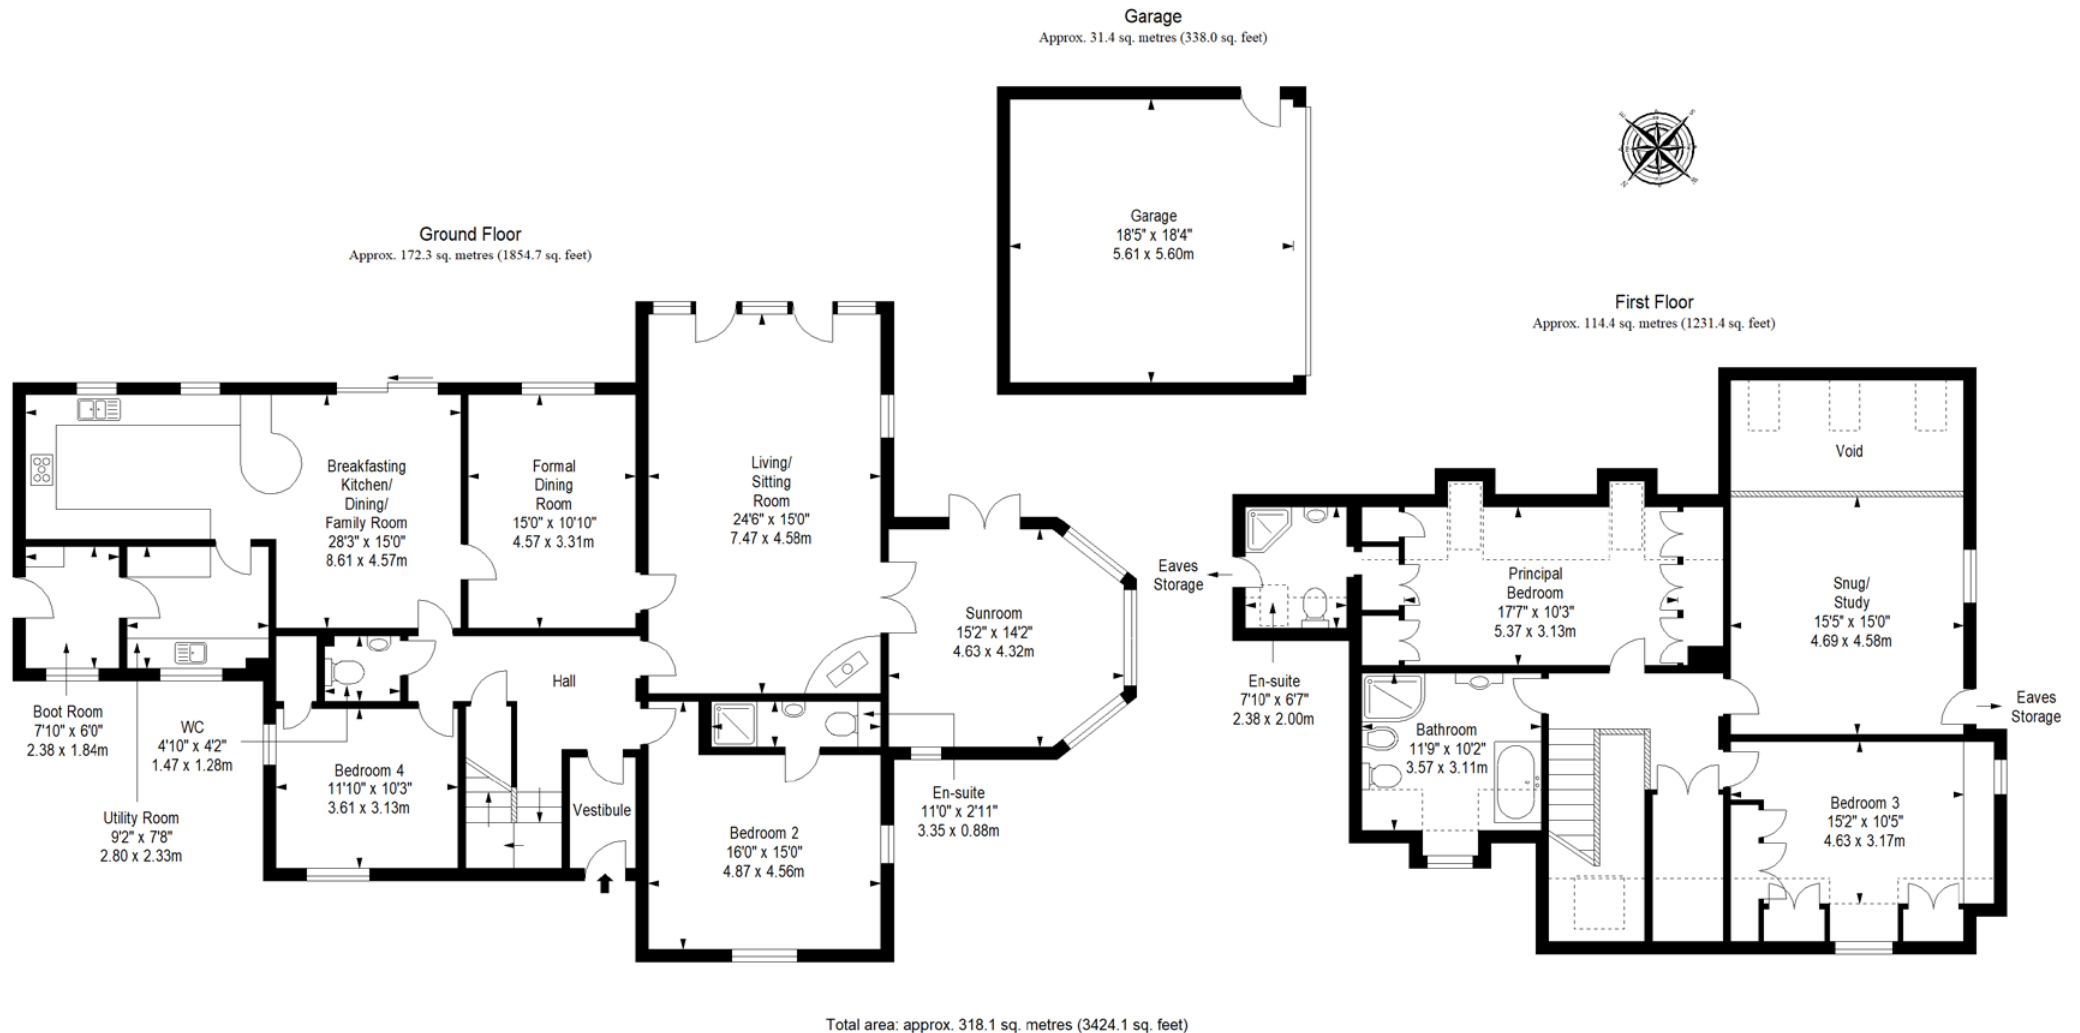 Garage
Approx. 31.4 sq. metres (338.0 sq. feet)
Garage
18'5" x 18'4"
5.61 x 5.60m
Ground Floor
Approx. 172.3 sq. metres (1854.7 sq. feet)
Breakfasting
Kitchen/
Dining/
Family Room
28'3" x 15'0"
8.61 x 4.57m
Formal
Dining
Room
15'0" x 10'10"
4.57 x 3.31m
Living/
Sitting
Room
24'6" x 15'0"
7.47 x 4.58m
Sunroom
15'2" x 14'2"
4.63 x 4.32m
Hall
Boot Room
7'10" x 6'0"
2.38 x 1.84m
WC
4'10" x 4'2"
1.47 x 1.28m
Utility Room
9'2" x 7'8"
2.80 x 2.33m
Bedroom 4
11'10" x 10'3"
3.61 x 3.13m
Vestibule
Bedroom 2
16'0" x 15'0"
4.87 x 4.56m
En-suite
11'0" x 2'11"
3.35 x 0.88m
First Floor
Approx. 114.4 sq. metres (1231.4 sq. feet)
Void
Eaves
Storage
Principal
Bedroom
17'7" x 10'3"
5.37 x 3.13m
Snug/
Study
15'5" x 15'0"
4.69 x 4.58m
En-suite
7'10" x 6'7"
2.38 x 2.00m
Bathroom
11'9" x 10'2"
3.57 x 3.11m
Eaves
Storage
Bedroom 3
15'2" x 10'5"
4.63 x 3.17m
Total area: approx. 318.1 sq. metres (3424.1 sq. feet)